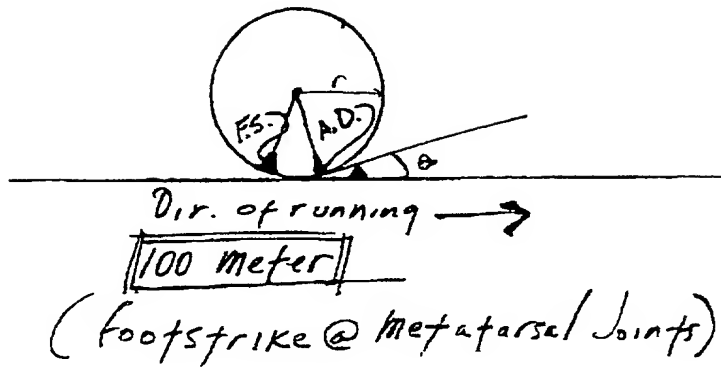 r
F.S.
A.D.
θ
Dir. of running
100 meter
(footstrike @ metatarsal Joints)